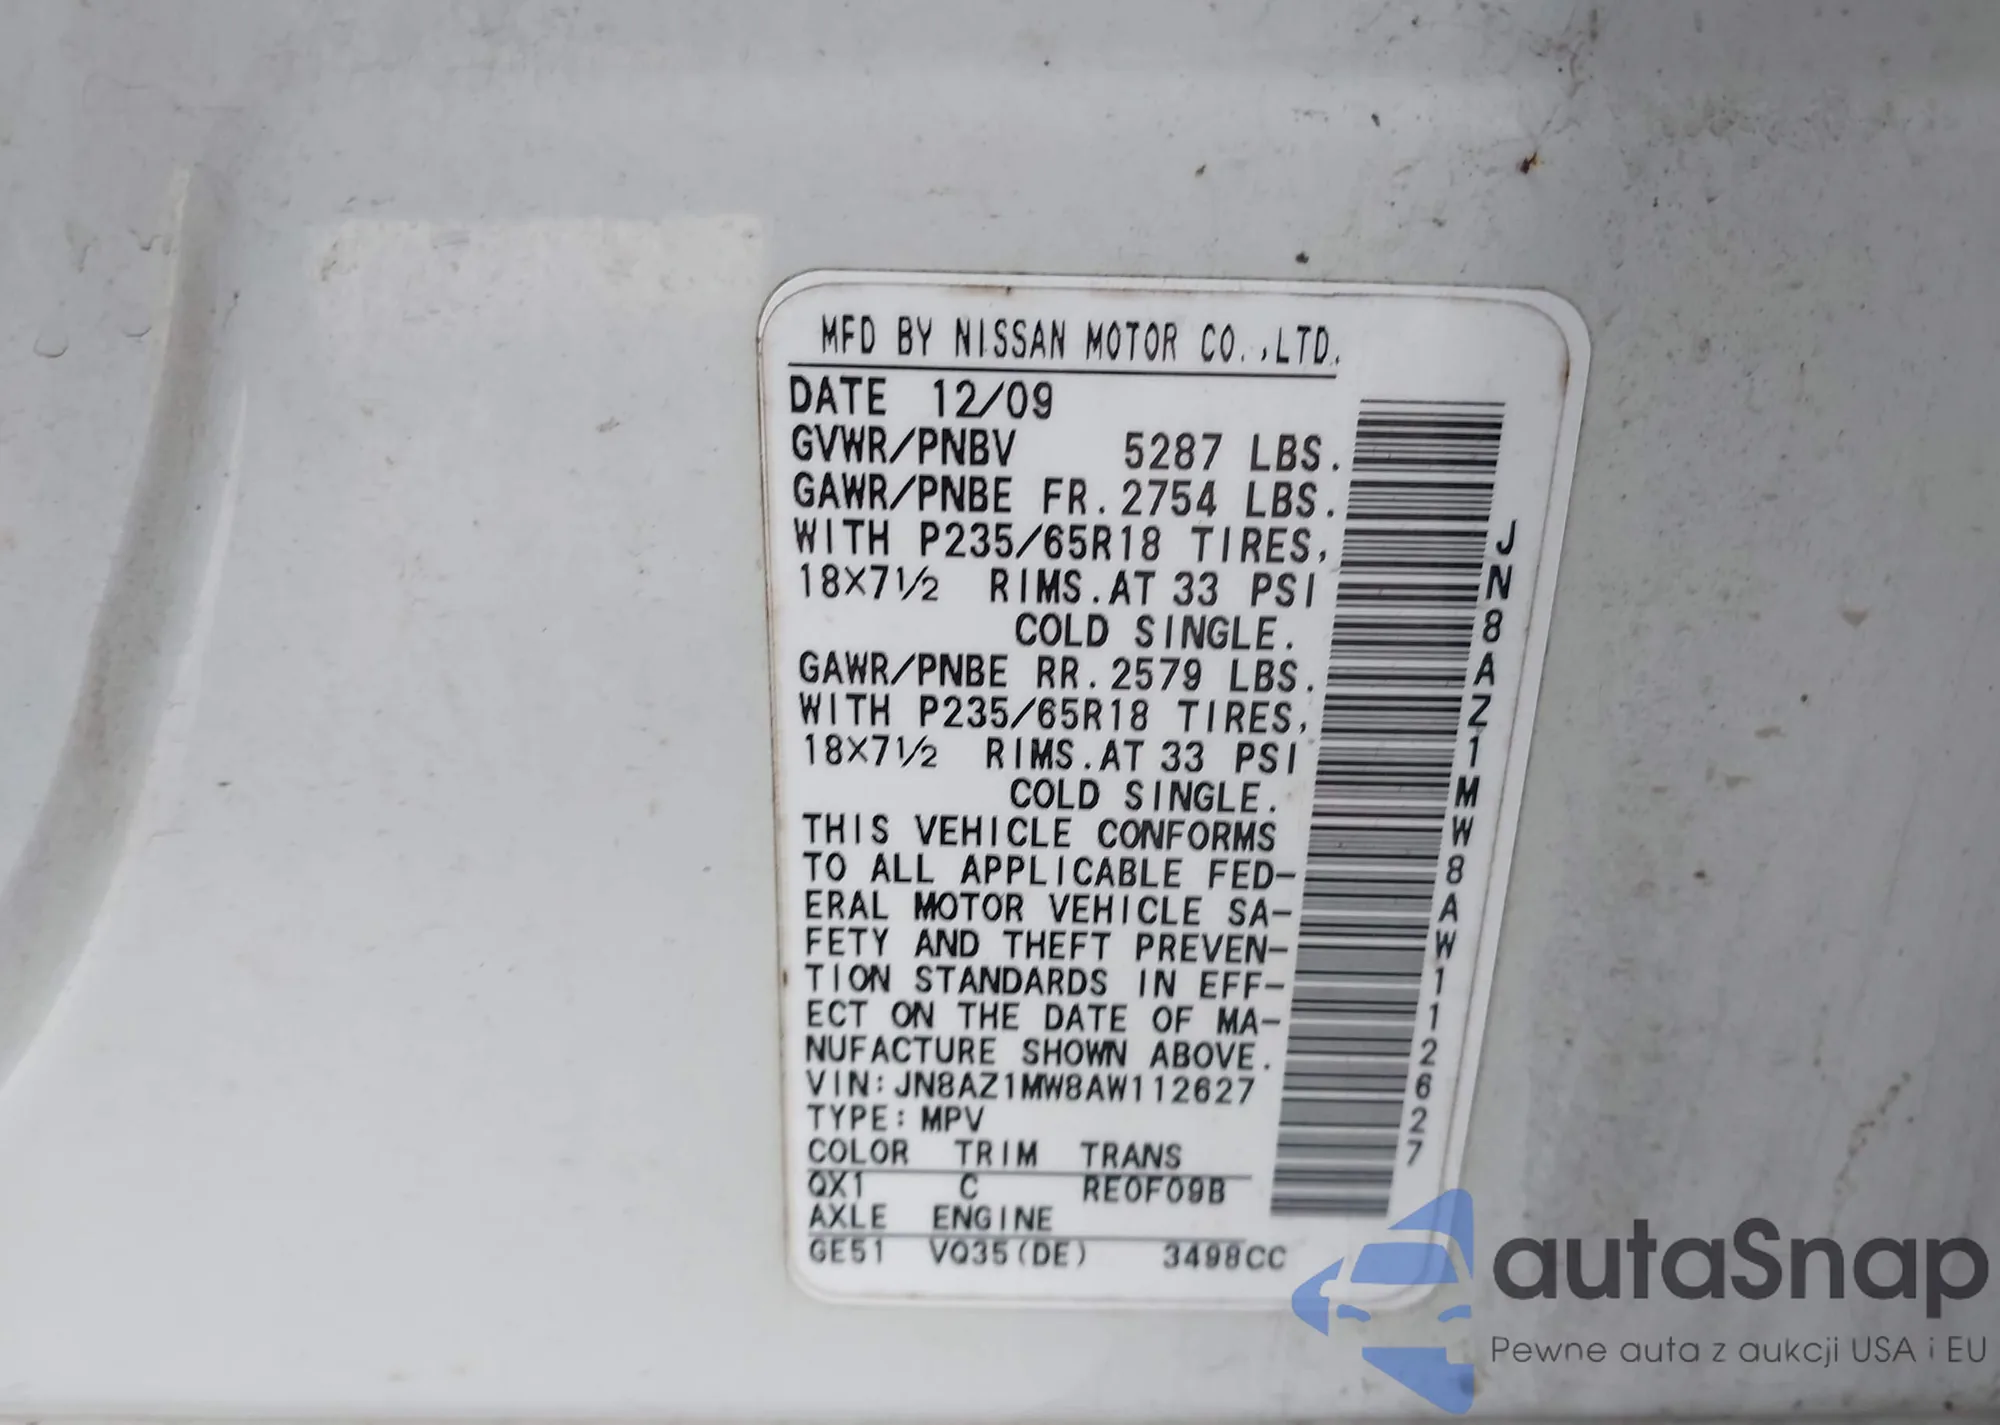 MFD BY NISSAN MOTOR CO.,LTD.
DATE 12/09
GVWR/PNBV 5287 LBS.
GAWR/PNBE FR. 2754 LBS.
WITH P235/65R18 TIRES,
18×7½ RIMS. AT 33 PSI
COLD SINGLE.
GAWR/PNBE RR. 2579 LBS.
WITH P235/65R18 TIRES,
18×7½ RIMS. AT 33 PSI
COLD SINGLE.
THIS VEHICLE CONFORMS
TO ALL APPLICABLE FED-
ERAL MOTOR VEHICLE SA-
FETY AND THEFT PREVEN-
TION STANDARDS IN EFF-
ECT ON THE DATE OF MA-
NUFACTURE SHOWN ABOVE.
VIN: JN8AZ1MW8AW112627
TYPE: MPV
COLOR TRIM TRANS
QX1 C RE0F09B
AXLE ENGINE
GE51 VQ35(DE) 3498CC
JN8AZ1MW8AW112627
autaSnap
Pewne auta z aukcji USA i EU